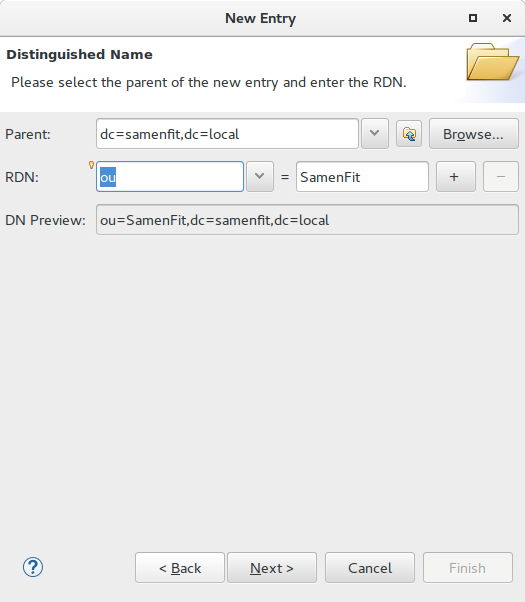 New Entry
Distinguished Name
Please select the parent of the new entry and enter the RDN.
Parent: dc=samenfit,dc=local Browse...
RDN: ou = SamenFit + −
DN Preview: ou=SamenFit,dc=samenfit,dc=local
? < Back Next > Cancel Finish